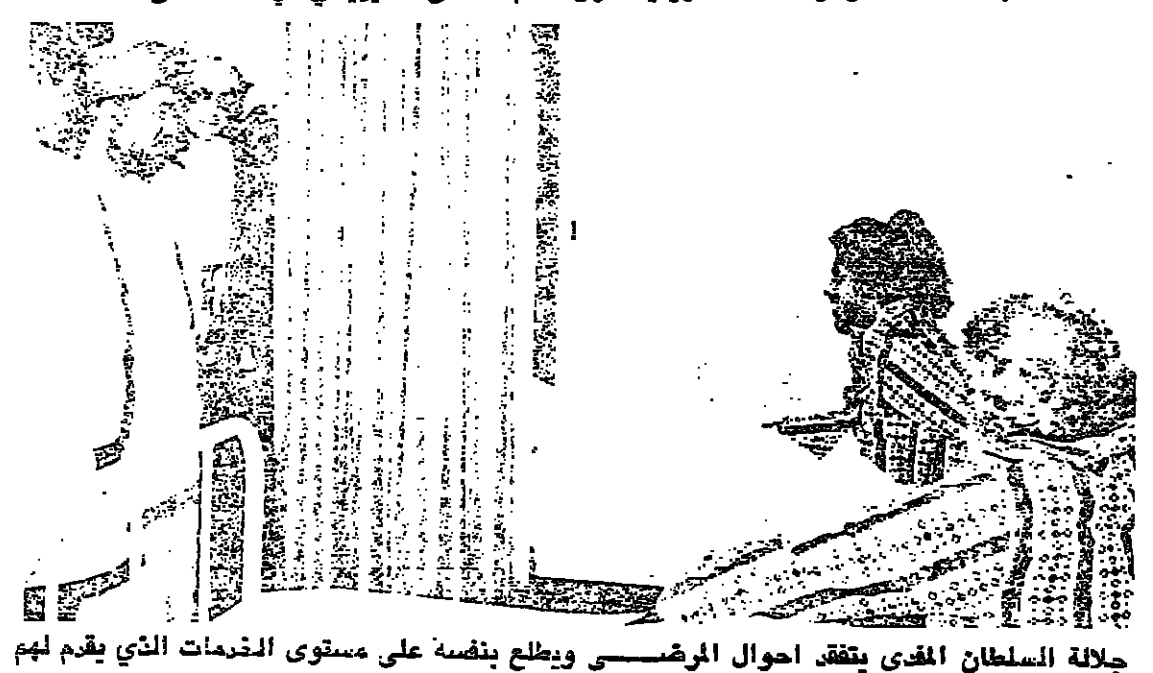 جلالة السلطان المفدى يتفقد احوال المرضى ويطلع بنفسه على مستوى الخدمات الذي يقدم لهم